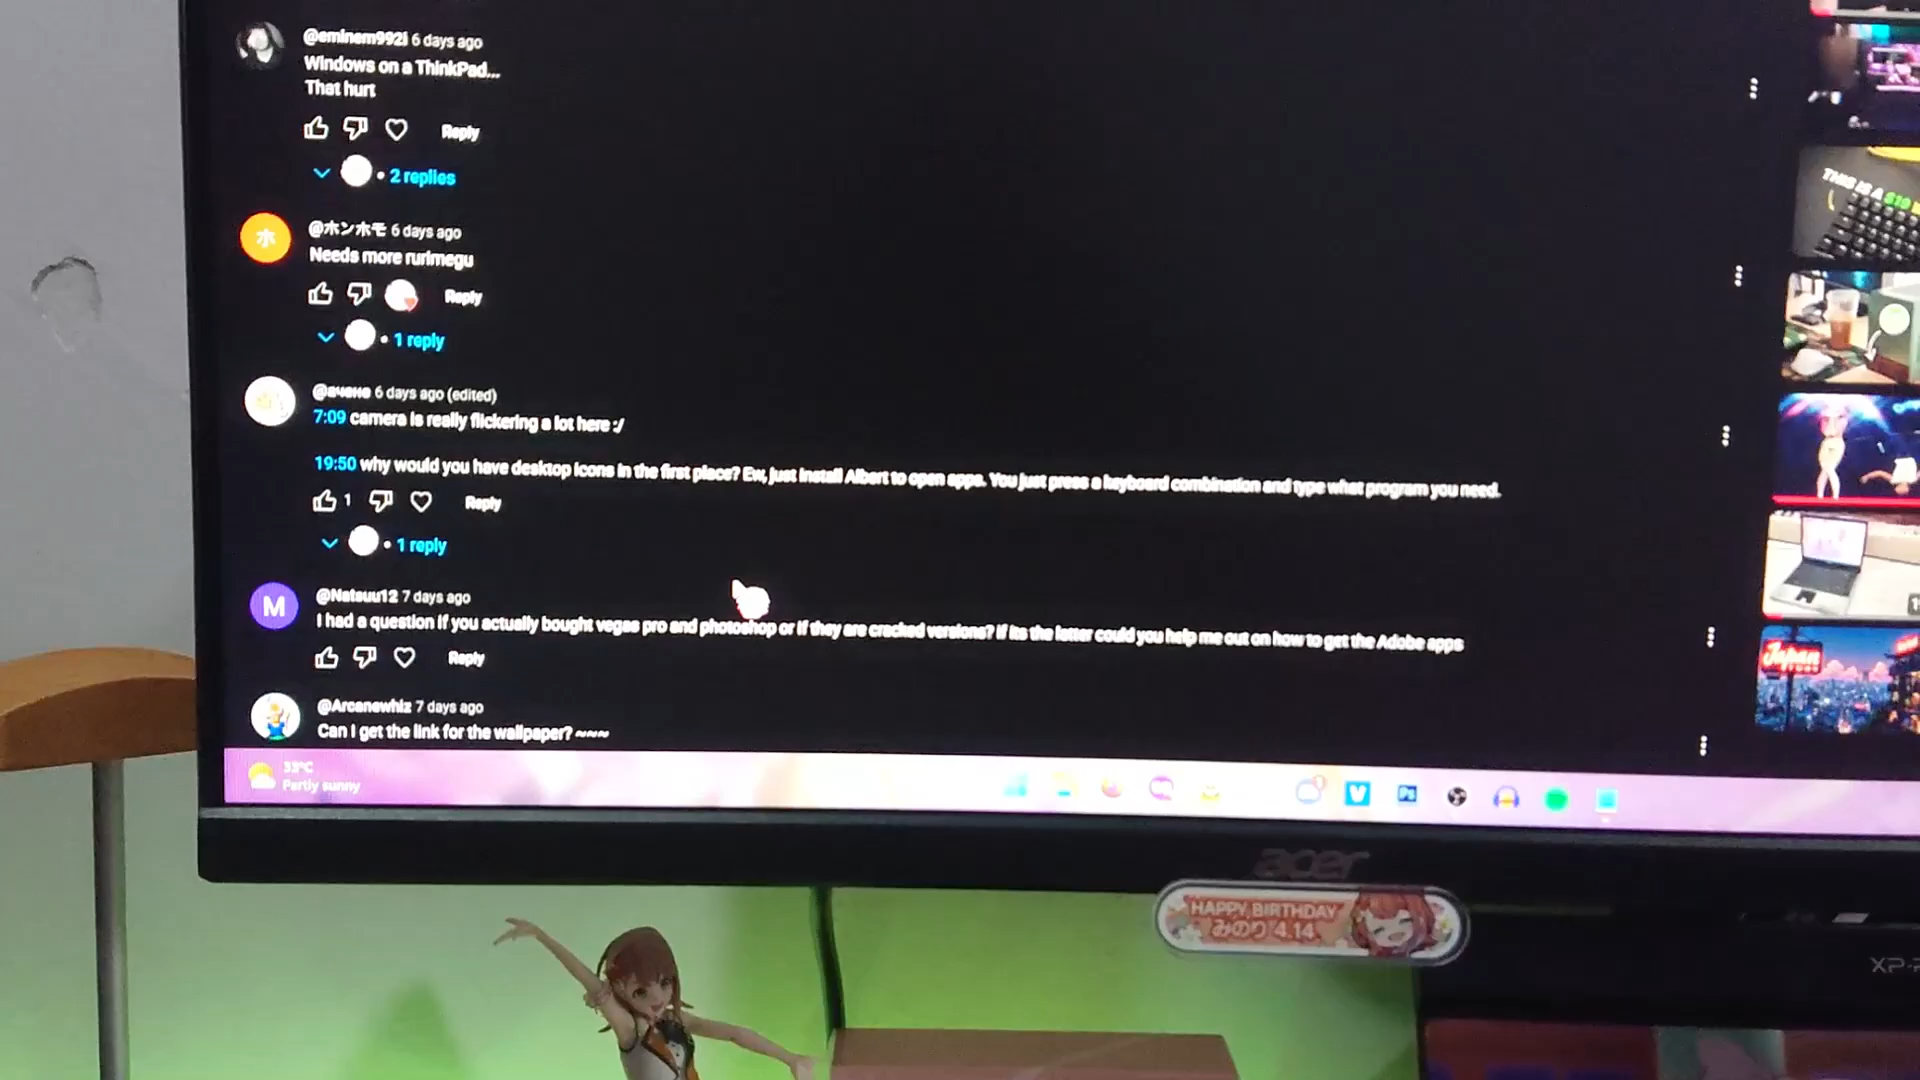 @eminem992i 6 days ago
Windows on a ThinkPad...
That hurt
Reply
2 replies
THIS IS A $19
@ホンホモ 6 days ago
Needs more rurimegu
Reply
1 reply
6 days ago (edited)
7:09 camera is really flickering a lot here :/
19:50 why would you have desktop icons in the first place? Ew, just install Albert to open apps. You just press a keyboard combination and type what program you need.
1
Reply
1 reply
M
@Natsuu12 7 days ago
I had a question if you actually bought vegas pro and photoshop or if they are cracked versions? if its the latter could you help me out on how to get the Adobe apps
Reply
Japan
@Arcanewhiz 7 days ago
Can I get the link for the wallpaper? ~~~
33°C
Partly sunny
V
Ps
acer
HAPPY BIRTHDAY
みのり 4.14
XP-